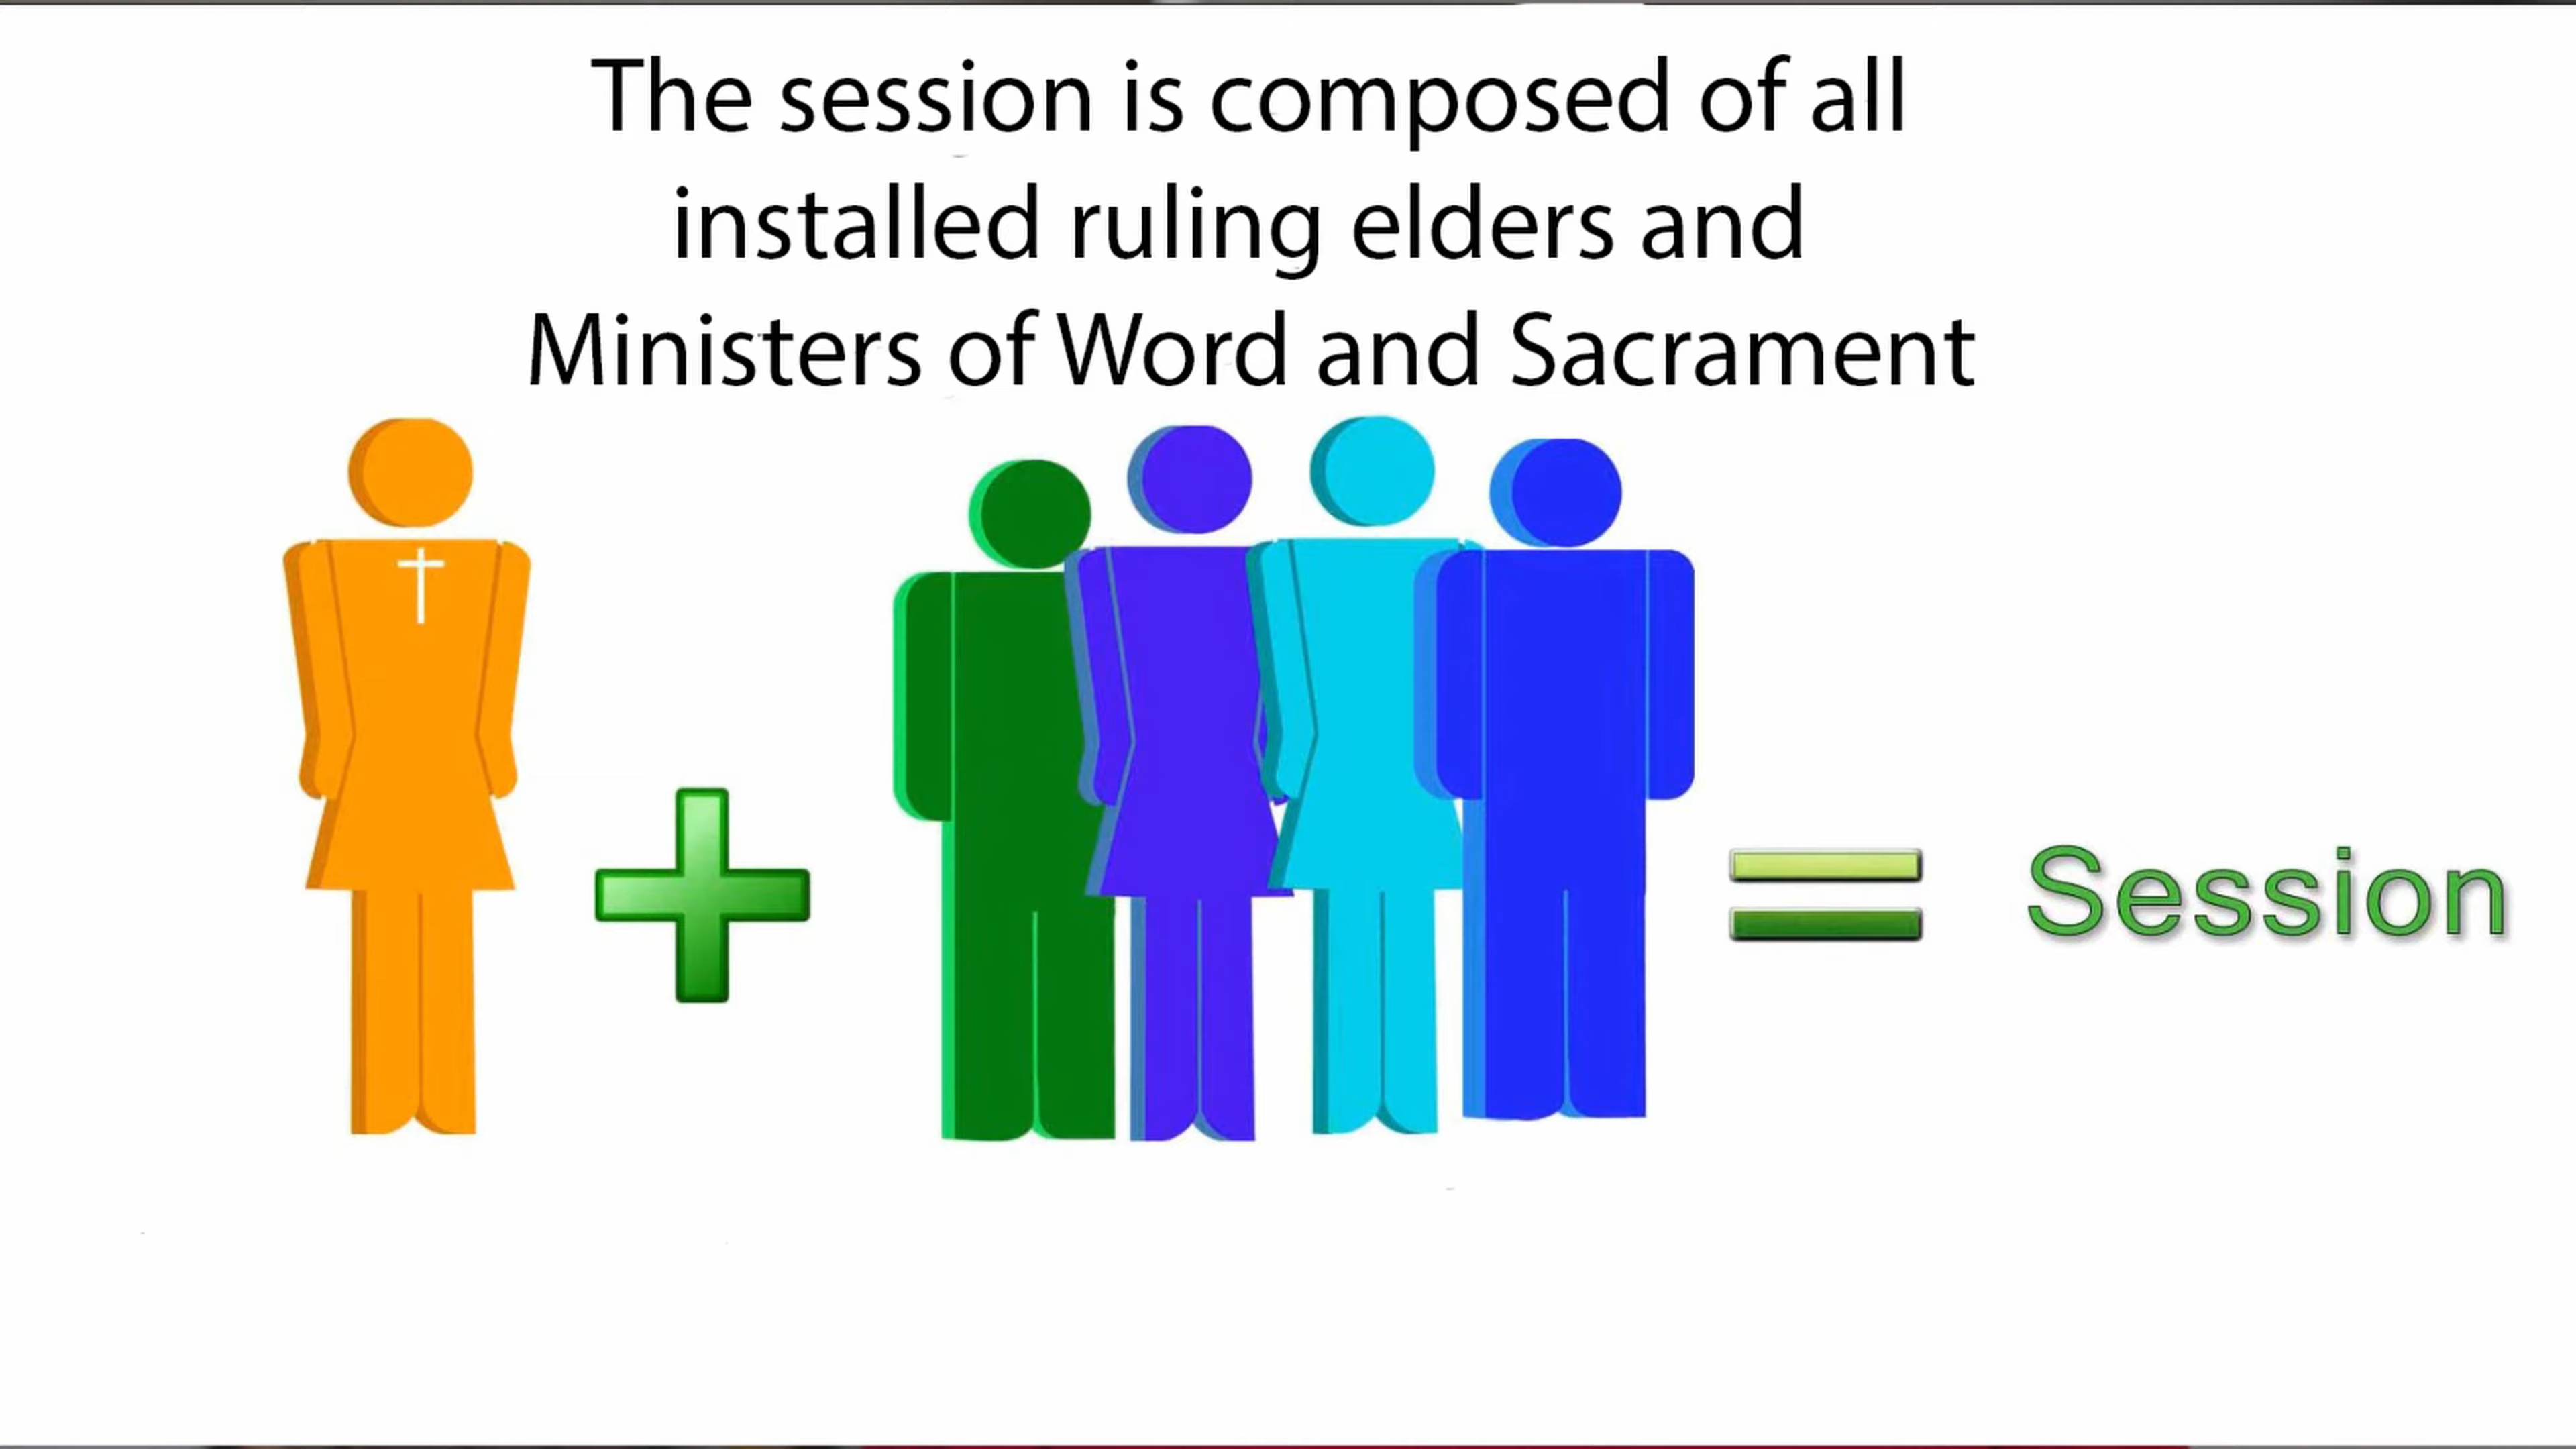 The session is composed of all
installed ruling elders and
Ministers of Word and Sacrament
Session